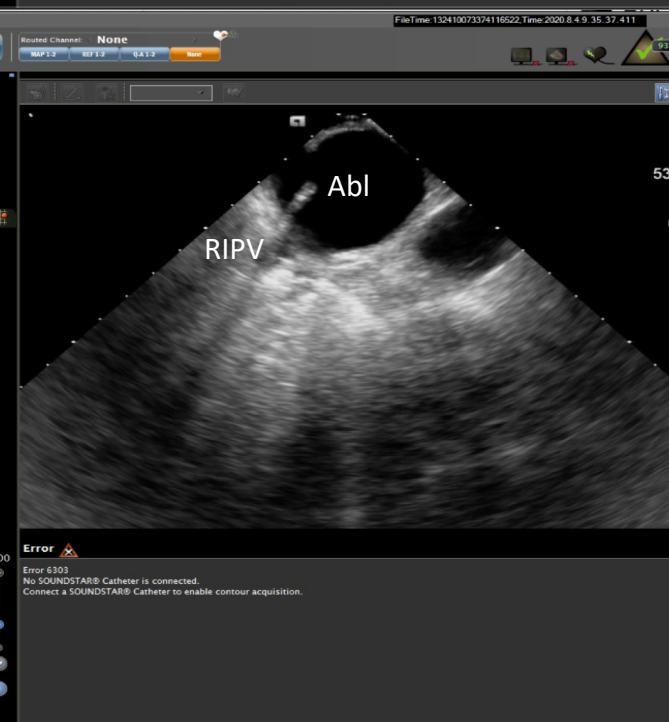 FileTime:132410073374116522,Time:2020.8.4.9.35.37.411
Routed Channel: None
MAP 1-2 REF 1-2 Q-A 1-2 None
93
53
Abl
RIPV
00
Error
Error 6303
No SOUNDSTAR® Catheter is connected.
Connect a SOUNDSTAR® Catheter to enable contour acquisition.